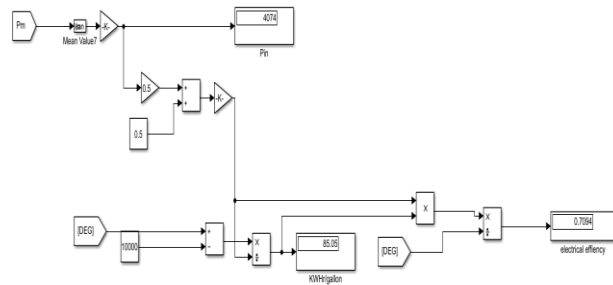 Pm
Mean Value7
-K-
4074
Pin
0.5
+
+
-K-
0.5
[DEG]
10000
+
−
×
÷
85.05
KWHr/gallon
×
[DEG]
×
÷
0.7094
electrical effiency